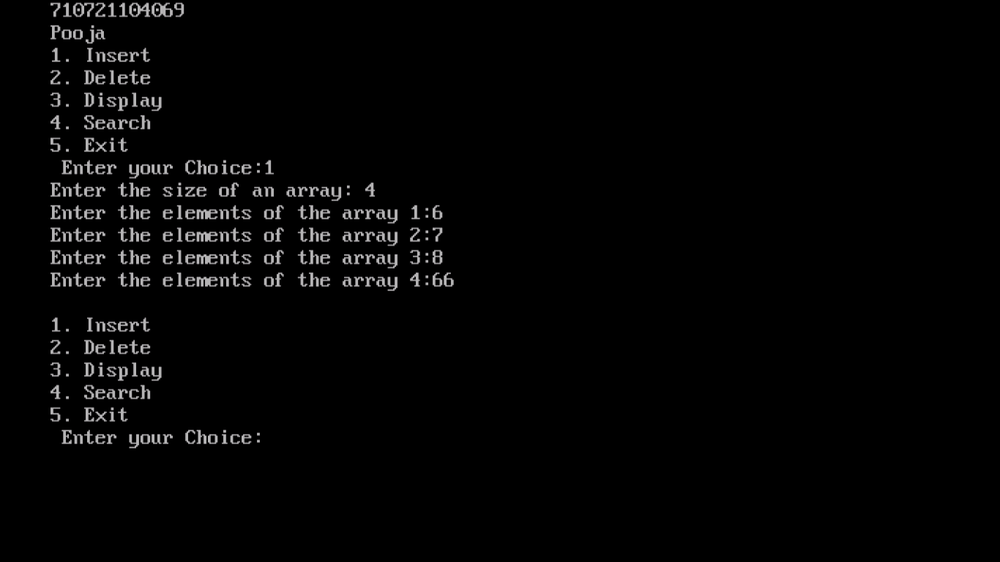 710721104069
Pooja
1. Insert
2. Delete
3. Display
4. Search
5. Exit
Enter your Choice:1
Enter the size of an array: 4
Enter the elements of the array 1:6
Enter the elements of the array 2:7
Enter the elements of the array 3:8
Enter the elements of the array 4:66
1. Insert
2. Delete
3. Display
4. Search
5. Exit
Enter your Choice: